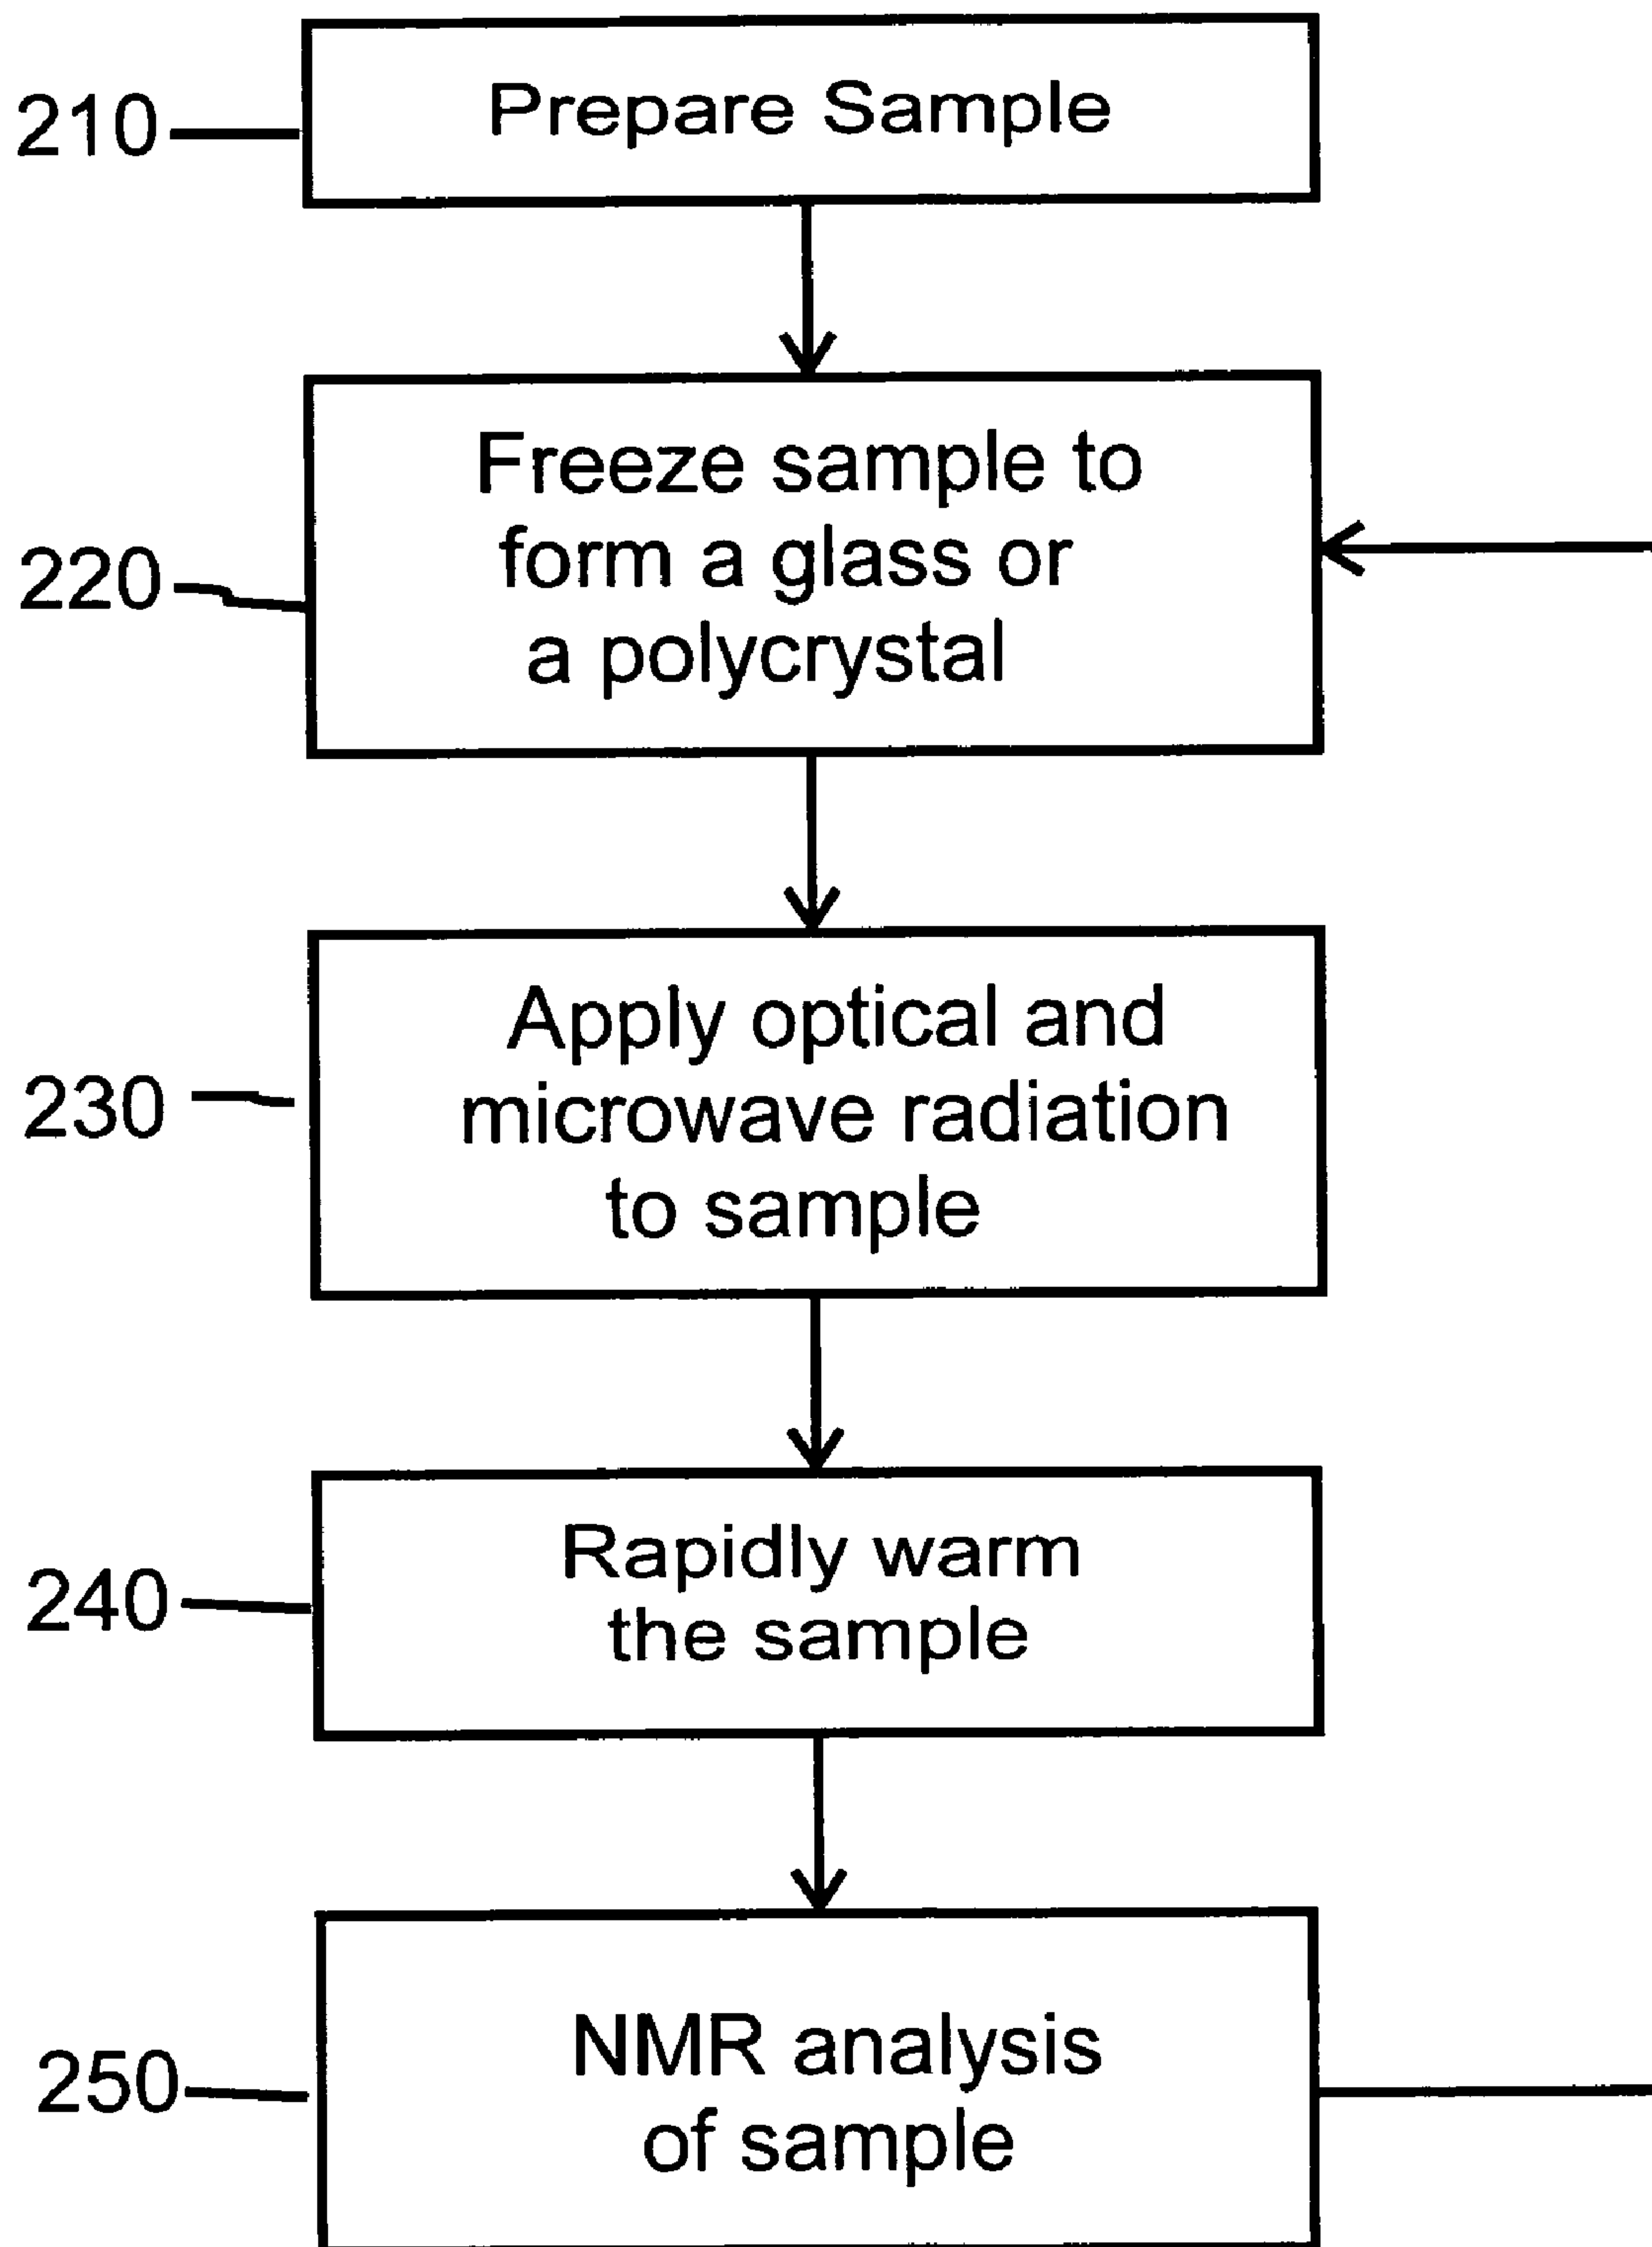 210
Prepare Sample
220
Freeze sample to
form a glass or
a polycrystal
230
Apply optical and
microwave radiation
to sample
240
Rapidly warm
the sample
250
NMR analysis
of sample